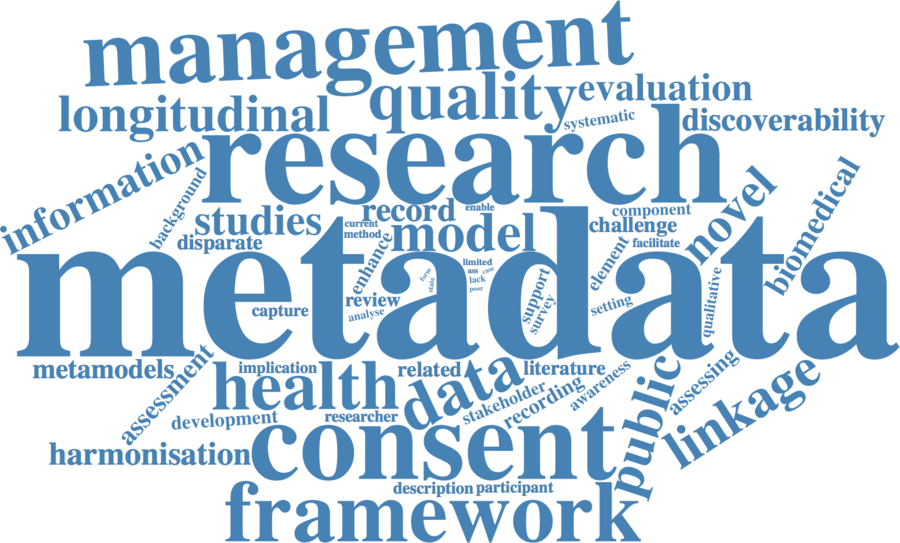 management
quality
evaluation
longitudinal
systematic
discoverability
research
information
background
studies
record
enable
novel
biomedical
component
current
method
challenge
disparate
enhance
model
element
facilitate
metadata
limited
ass
case
form
state
lack
poor
support
survey
setting
qualitative
capture
review
analyse
metamodels
assessment
implication
related
literature
health
data
stakeholder
recording
awareness
public
assessing
linkage
development
researcher
harmonisation
consent
description
participant
framework